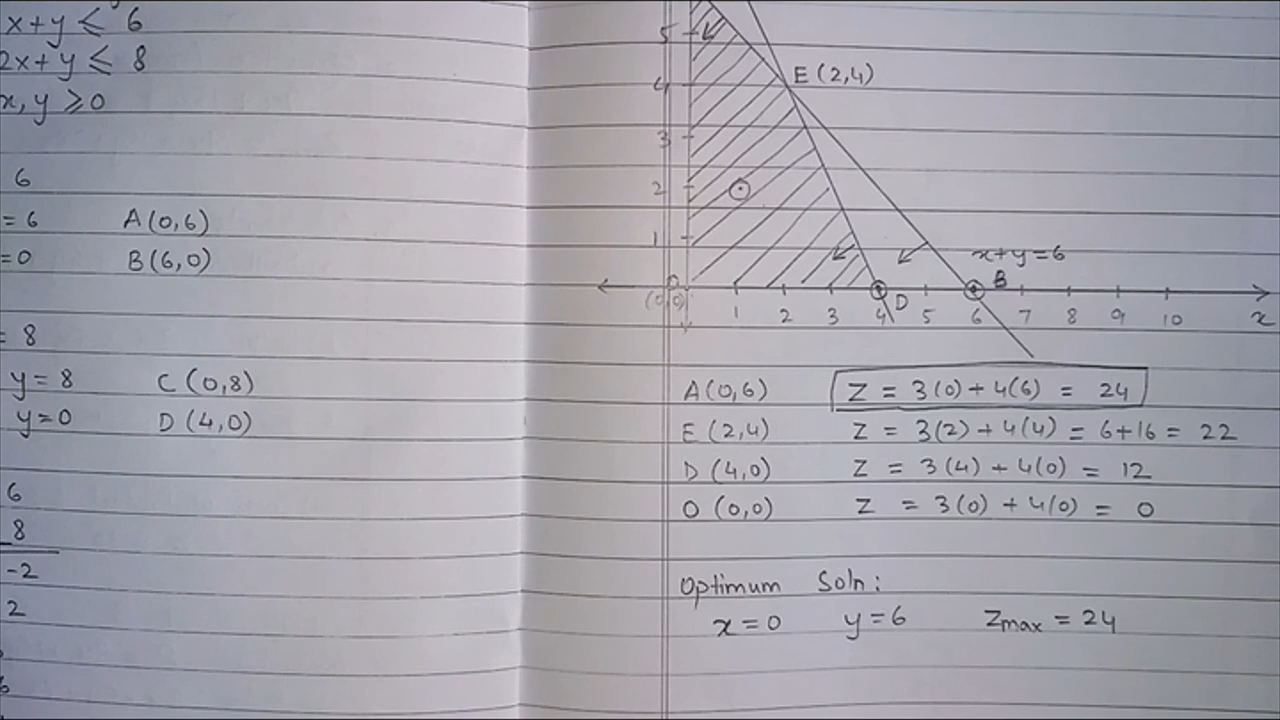 x+y ≤ 6
2x+y ≤ 8
x, y ≥ 0
6
= 6 A(0,6)
=0 B(6,0)
= 8
y = 8 C (0,8)
y=0 D (4,0)
6
8
-2
2
5
4 E (2,4)
3
2
1
x+y=6
B
(0,0) D
1 2 3 4 5 6 7 8 9 10 x
A(0,6) Z = 3(0) + 4(6) = 24
E (2,4) Z = 3(2) + 4(4) = 6+16 = 22
D (4,0) Z = 3(4) + 4(0) = 12
O (0,0) Z = 3(0) + 4(0) = 0
Optimum Soln:
x=0 y=6 Zmax = 24